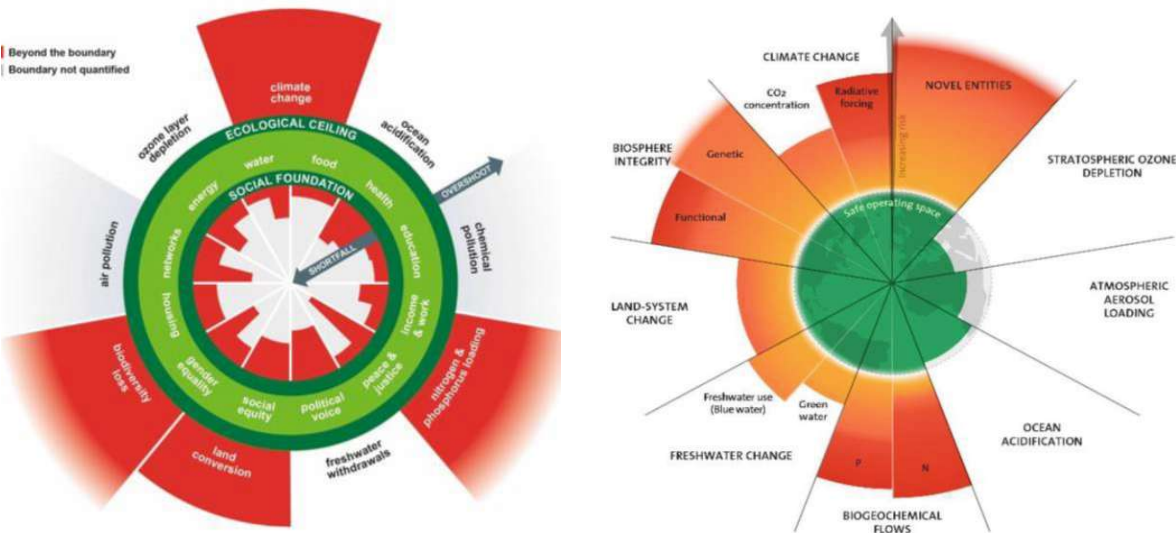 Beyond the boundary
Boundary not quantified
climate
change
ozone layer
depletion
ocean
acidification
ECOLOGICAL CEILING
water
food
energy
health
SOCIAL FOUNDATION
OVERSHOOT
SHORTFALL
networks
education
air pollution
chemical
pollution
housing
income
& work
gender
equality
peace &
justice
social
equity
political
voice
biodiversity
loss
nitrogen &
phosphorus loading
land
conversion
freshwater
withdrawals
CLIMATE CHANGE
CO₂
concentration
Radiative
forcing
NOVEL ENTITIES
Increasing risk
BIOSPHERE
INTEGRITY
Genetic
Functional
STRATOSPHERIC OZONE
DEPLETION
Safe operating space
LAND-SYSTEM
CHANGE
ATMOSPHERIC
AEROSOL
LOADING
Freshwater use
(Blue water)
Green
water
FRESHWATER CHANGE
OCEAN
ACIDIFICATION
P
N
BIOGEOCHEMICAL
FLOWS